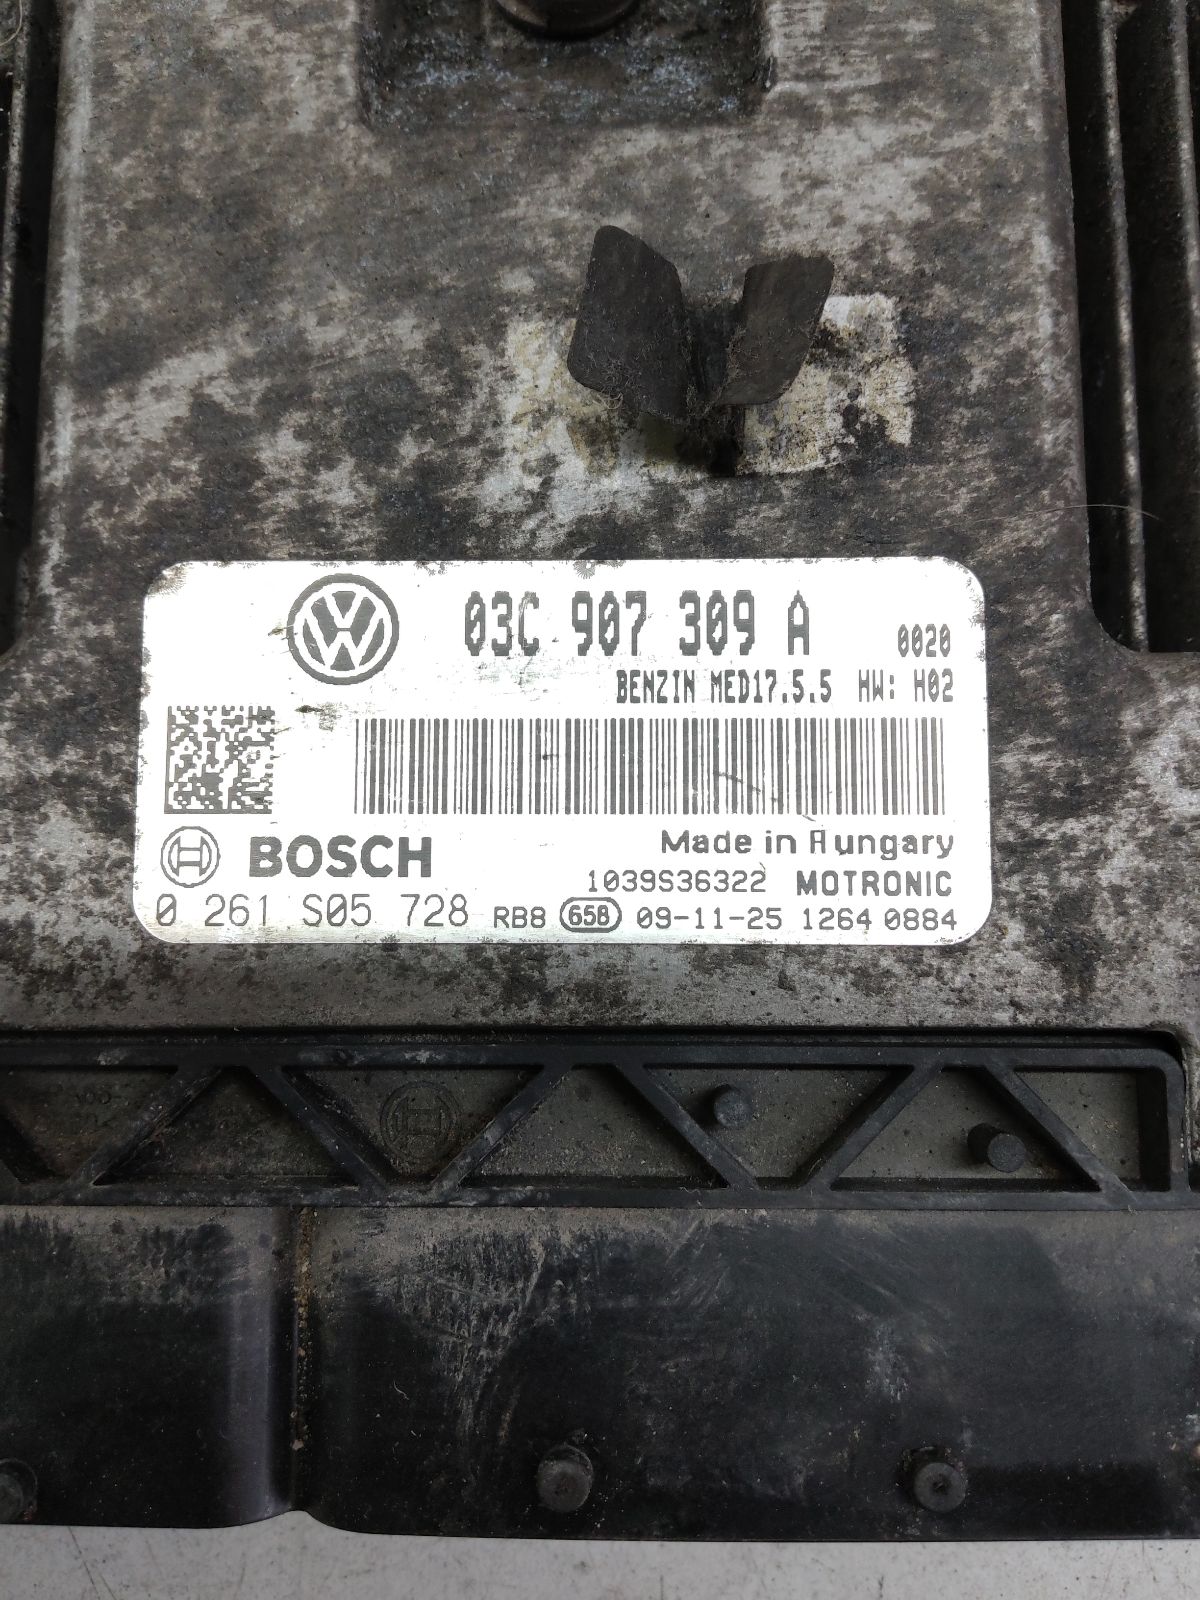 03C 907 309 A 0020
BENZIN MED17.5.5 HW: H02
Made in Hungary
BOSCH
1039S36322 MOTRONIC
0 261 S05 728 RB8 65B 09-11-25 1264 0884